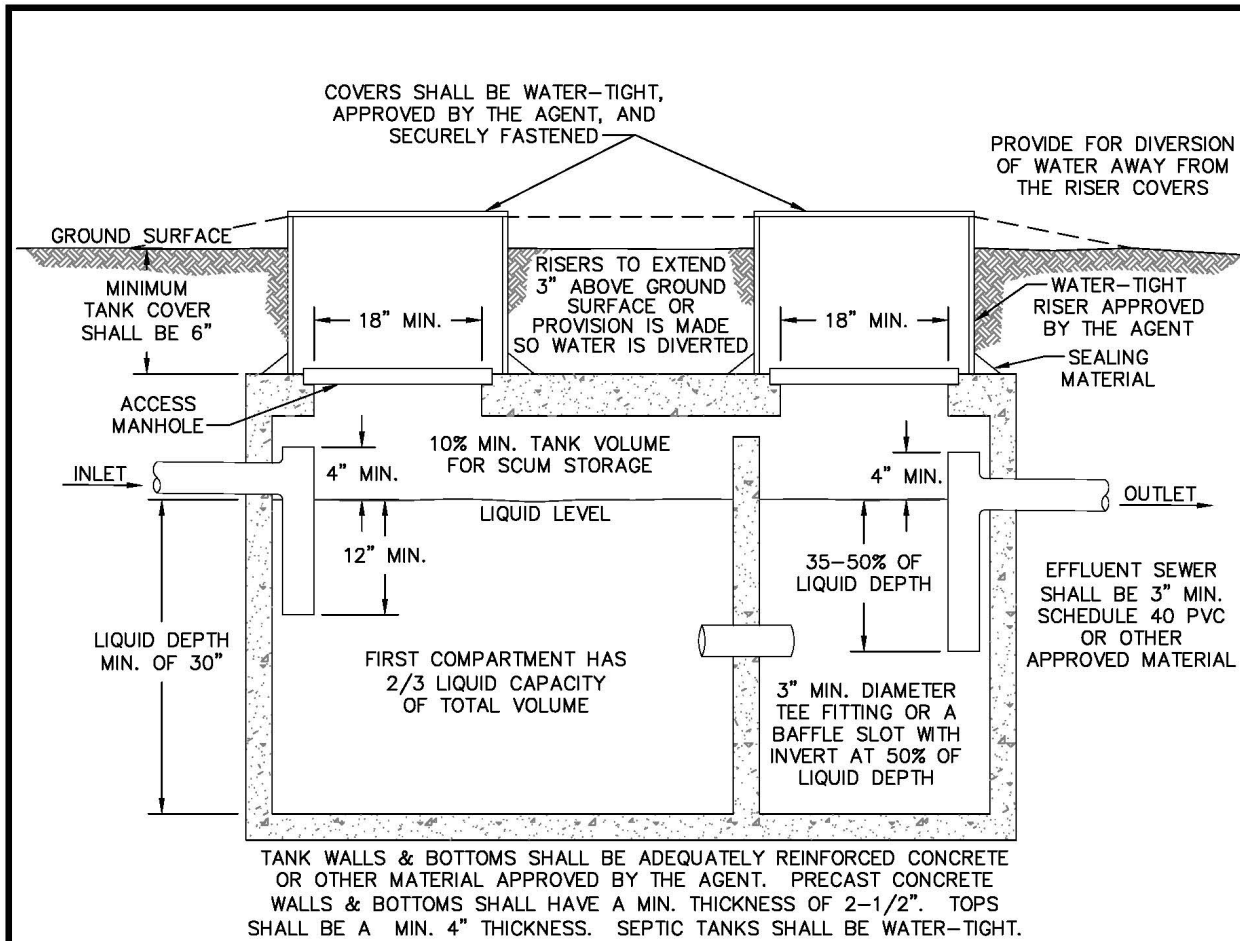 COVERS SHALL BE WATER-TIGHT,
APPROVED BY THE AGENT, AND
SECURELY FASTENED
PROVIDE FOR DIVERSION
OF WATER AWAY FROM
THE RISER COVERS
GROUND SURFACE
MINIMUM
TANK COVER
SHALL BE 6"
18" MIN.
RISERS TO EXTEND
3" ABOVE GROUND
SURFACE OR
PROVISION IS MADE
SO WATER IS DIVERTED
18" MIN.
WATER-TIGHT
RISER APPROVED
BY THE AGENT
SEALING
MATERIAL
ACCESS
MANHOLE
INLET
4" MIN.
10% MIN. TANK VOLUME
FOR SCUM STORAGE
4" MIN.
OUTLET
LIQUID LEVEL
12" MIN.
35-50% OF
LIQUID DEPTH
LIQUID DEPTH
MIN. OF 30"
FIRST COMPARTMENT HAS
2/3 LIQUID CAPACITY
OF TOTAL VOLUME
3" MIN. DIAMETER
TEE FITTING OR A
BAFFLE SLOT WITH
INVERT AT 50% OF
LIQUID DEPTH
EFFLUENT SEWER
SHALL BE 3" MIN.
SCHEDULE 40 PVC
OR OTHER
APPROVED MATERIAL
TANK WALLS & BOTTOMS SHALL BE ADEQUATELY REINFORCED CONCRETE
OR OTHER MATERIAL APPROVED BY THE AGENT. PRECAST CONCRETE
WALLS & BOTTOMS SHALL HAVE A MIN. THICKNESS OF 2-1/2". TOPS
SHALL BE A MIN. 4" THICKNESS. SEPTIC TANKS SHALL BE WATER-TIGHT.